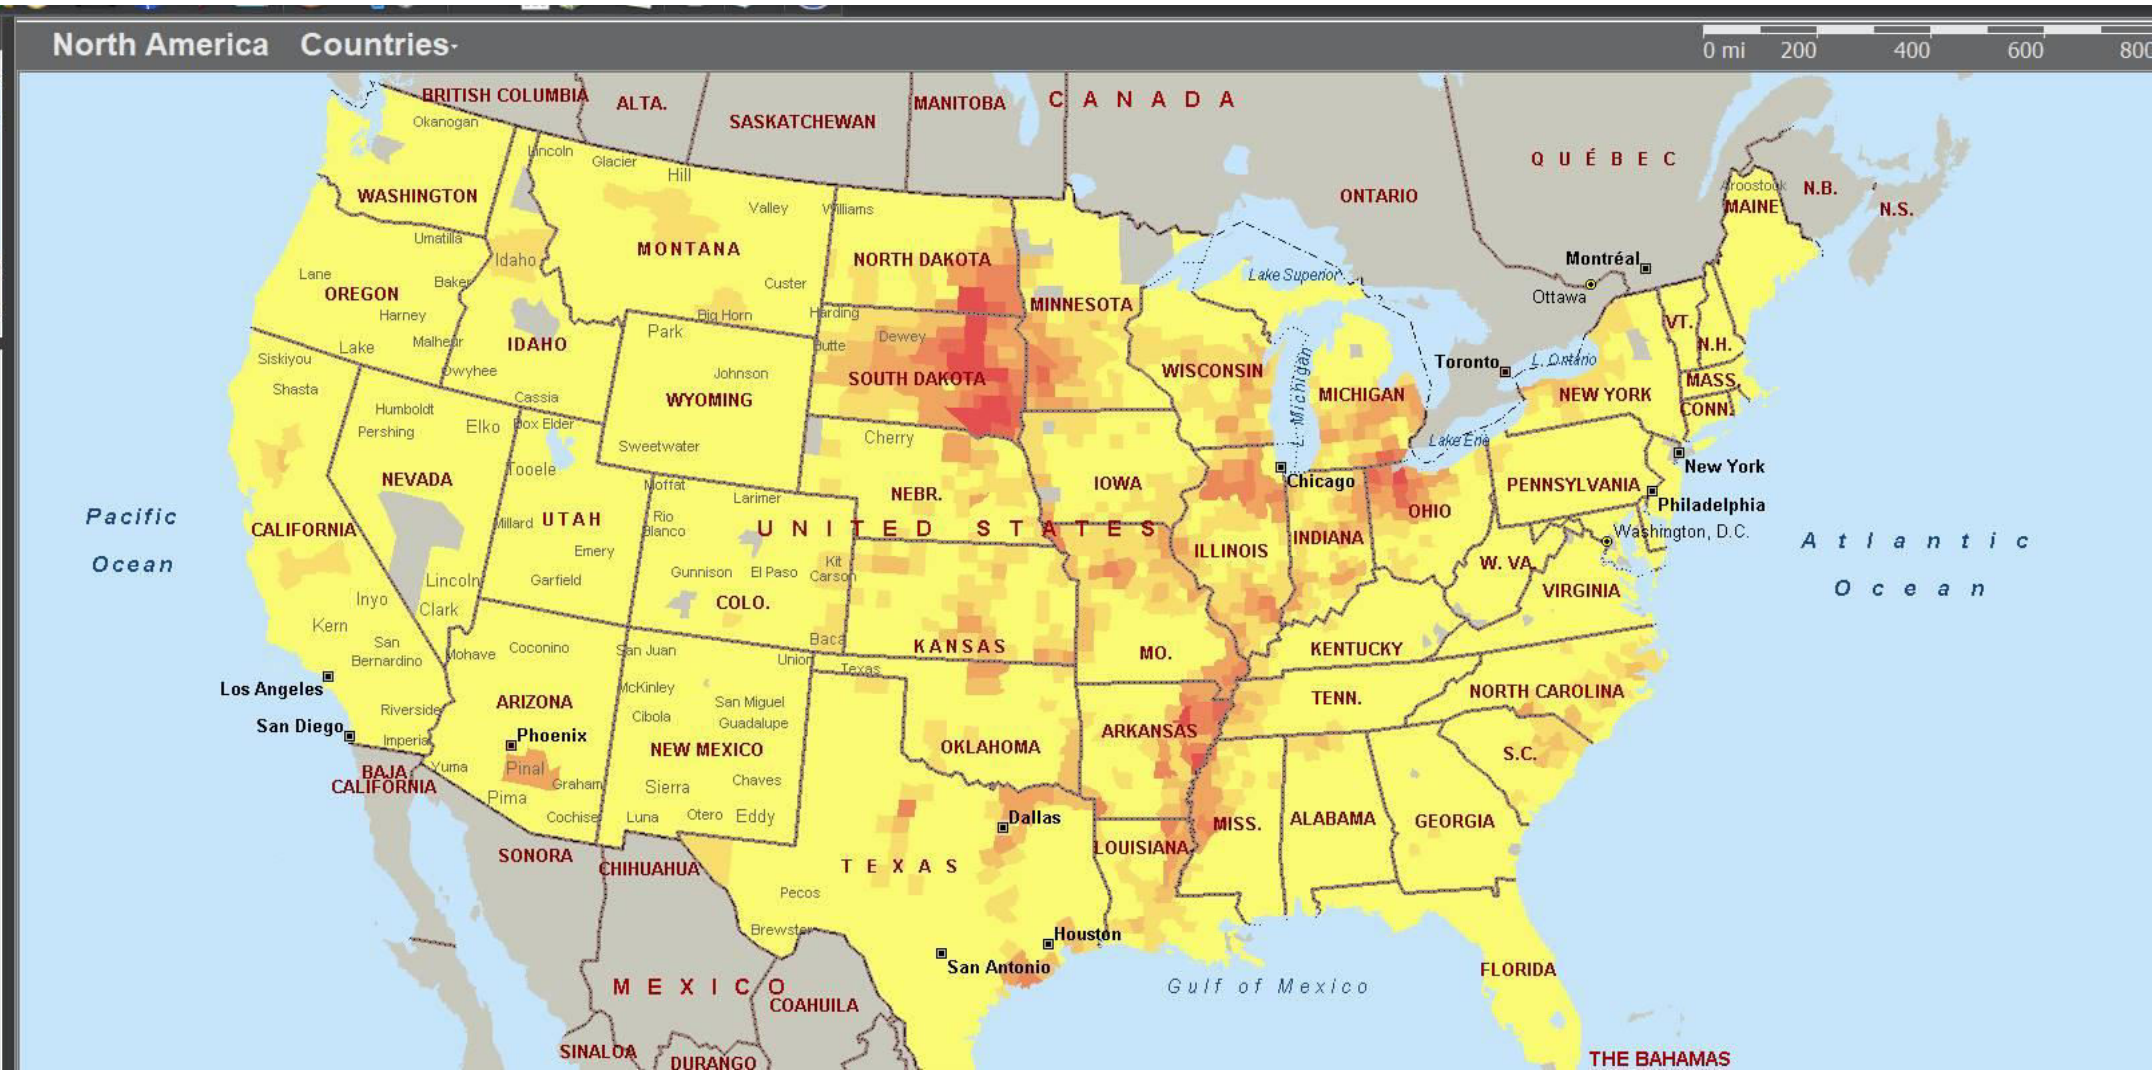 North America Countries
0 mi 200 400 600 800
BRITISH COLUMBIA
ALTA.
SASKATCHEWAN
MANITOBA
CANADA
ONTARIO
QUÉBEC
N.B.
N.S.
Okanogan
Lincoln
Glacier
Hill
Valley
Williams
WASHINGTON
Umatilla
Idaho
MONTANA
Custer
NORTH DAKOTA
MINNESOTA
Lake Superior
Montréal
Ottawa
Aroostook
MAINE
Lane
OREGON
Baker
Harney
Malheur
Lake
Siskiyou
Shasta
Owyhee
IDAHO
Cassia
Park
Big Horn
Harding
Butte
Dewey
Johnson
WYOMING
SOUTH DAKOTA
WISCONSIN
L. Michigan
MICHIGAN
Toronto
L. Ontario
NEW YORK
VT.
N.H.
MASS.
CONN.
Lake Erie
Humboldt
Pershing
Elko
Box Elder
Sweetwater
Cherry
Tooele
NEVADA
Moffat
Larimer
NEBR.
IOWA
Chicago
New York
PENNSYLVANIA
Philadelphia
OHIO
Washington, D.C.
Pacific
Ocean
CALIFORNIA
Millard
UTAH
Rio
Blanco
UNITED STATES
Emery
Garfield
Gunnison
El Paso
Kit
Carson
COLO.
ILLINOIS
INDIANA
W. VA.
VIRGINIA
Atlantic
Ocean
Lincoln
Inyo
Clark
Kern
San
Bernardino
Mohave
Coconino
San Juan
Baca
Union
Texas
KANSAS
MO.
KENTUCKY
Los Angeles
San Diego
Riverside
Imperial
ARIZONA
Phoenix
Pinal
Graham
Yuma
Pima
Cochise
McKinley
Cibola
San Miguel
Guadalupe
NEW MEXICO
Sierra
Chaves
Luna
Otero
Eddy
OKLAHOMA
ARKANSAS
TENN.
NORTH CAROLINA
S.C.
BAJA
CALIFORNIA
SONORA
CHIHUAHUA
Dallas
TEXAS
LOUISIANA
MISS.
ALABAMA
GEORGIA
Pecos
Brewster
Houston
San Antonio
Gulf of Mexico
FLORIDA
MEXICO
COAHUILA
SINALOA
DURANGO
THE BAHAMAS